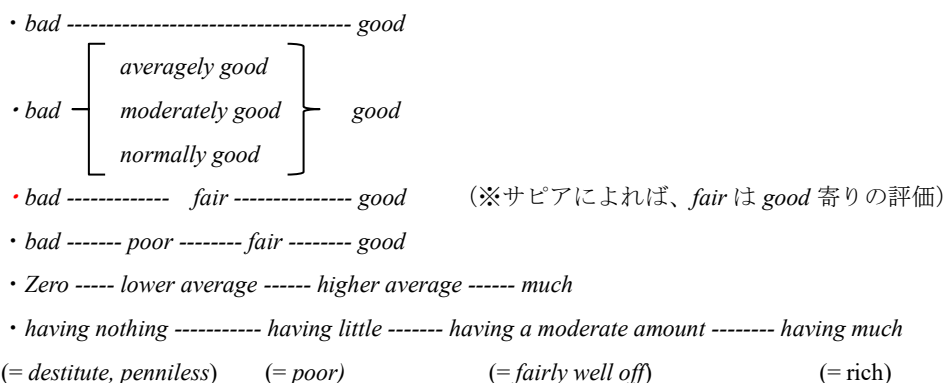 ・bad ----------------------------------- good
averagely good
・bad moderately good good
normally good
・bad ------------- fair --------------- good (※サピアによれば、fair は good 寄りの評価)
・bad ------- poor -------- fair -------- good
・Zero ----- lower average ------ higher average ------ much
・having nothing ----------- having little ------- having a moderate amount -------- having much
(= destitute, penniless) (= poor) (= fairly well off) (= rich)